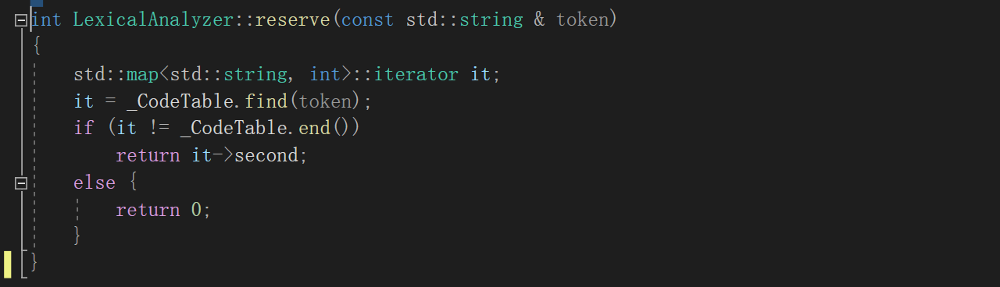 int LexicalAnalyzer::reserve(const std::string & token)
{
    std::map<std::string, int>::iterator it;
    it = _CodeTable.find(token);
    if (it != _CodeTable.end())
        return it->second;
    else {
        return 0;
    }
}